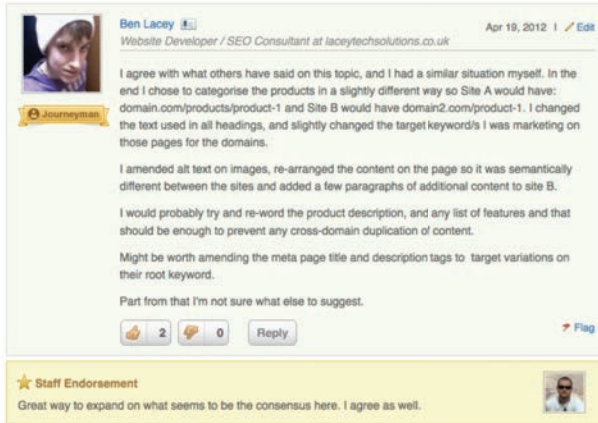 Ben Lacey
Apr 19, 2012 | Edit
Website Developer / SEO Consultant at laceytechsolutions.co.uk
Journeyman
I agree with what others have said on this topic, and I had a similar situation myself. In the
end I chose to categorise the products in a slightly different way so Site A would have:
domain.com/products/product-1 and Site B would have domain2.com/product-1. I changed
the text used in all headings, and slightly changed the target keyword/s I was marketing on
those pages for the domains.
I amended alt text on images, re-arranged the content on the page so it was semantically
different between the sites and added a few paragraphs of additional content to site B.
I would probably try and re-word the product description, and any list of features and that
should be enough to prevent any cross-domain duplication of content.
Might be worth amending the meta page title and description tags to target variations on
their root keyword.
Part from that I'm not sure what else to suggest.
2
0
Reply
Flag
Staff Endorsement
Great way to expand on what seems to be the consensus here. I agree as well.